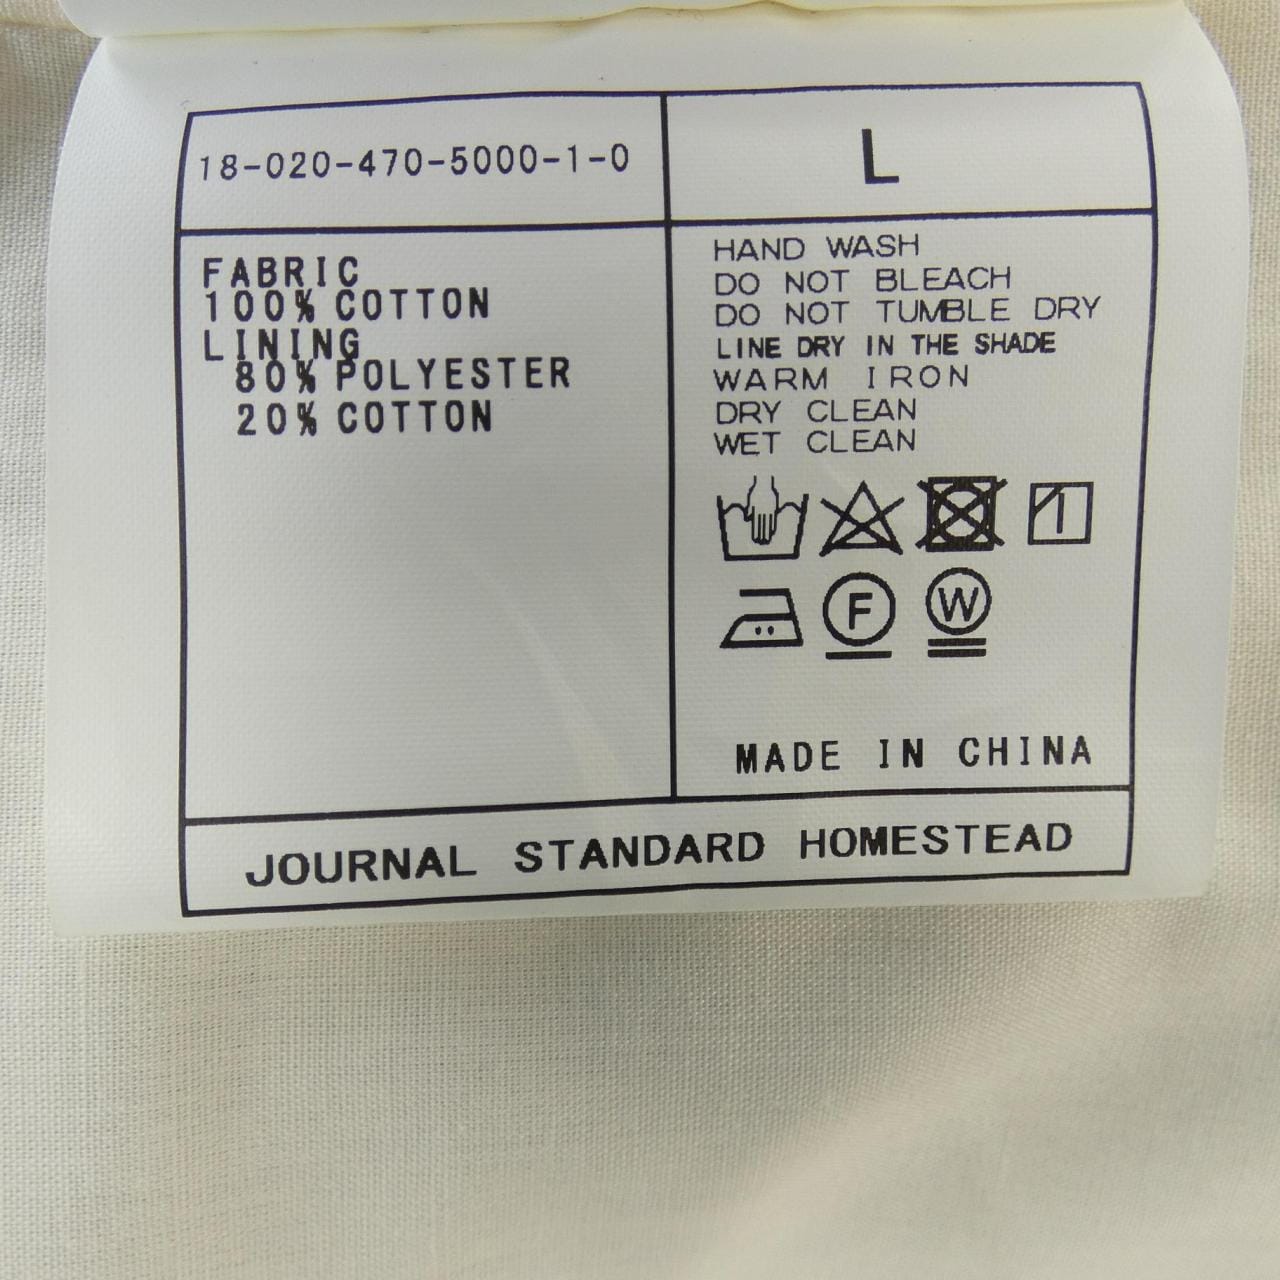 18-020-470-5000-1-0
L
FABRIC
100% COTTON
LINING
80% POLYESTER
20% COTTON
HAND WASH
DO NOT BLEACH
DO NOT TUMBLE DRY
LINE DRY IN THE SHADE
WARM IRON
DRY CLEAN
WET CLEAN
F
W
MADE IN CHINA
JOURNAL STANDARD HOMESTEAD